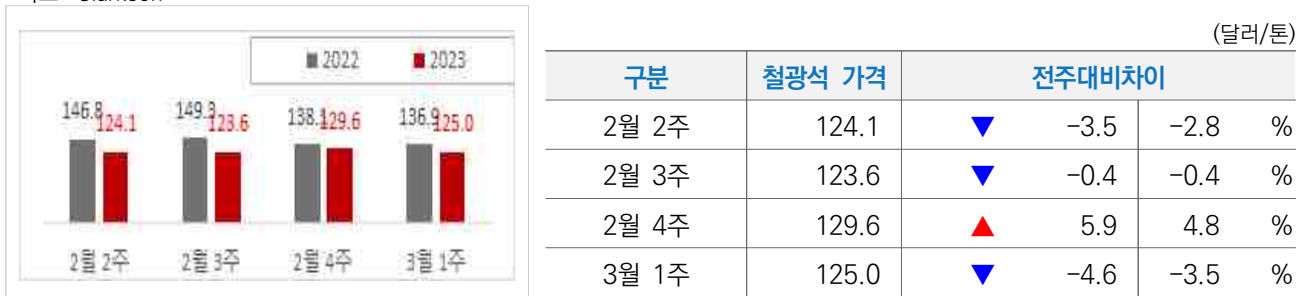 (달러/톤)
■ 2022 ■ 2023
146.8 124.1 149.3 123.6 138.1 129.6 136.9 125.0
2월 2주 2월 3주 2월 4주 3월 1주
구분 철광석 가격 전주대비차이
2월 2주 124.1 ▼ -3.5 -2.8 %
2월 3주 123.6 ▼ -0.4 -0.4 %
2월 4주 129.6 ▲ 5.9 4.8 %
3월 1주 125.0 ▼ -4.6 -3.5 %